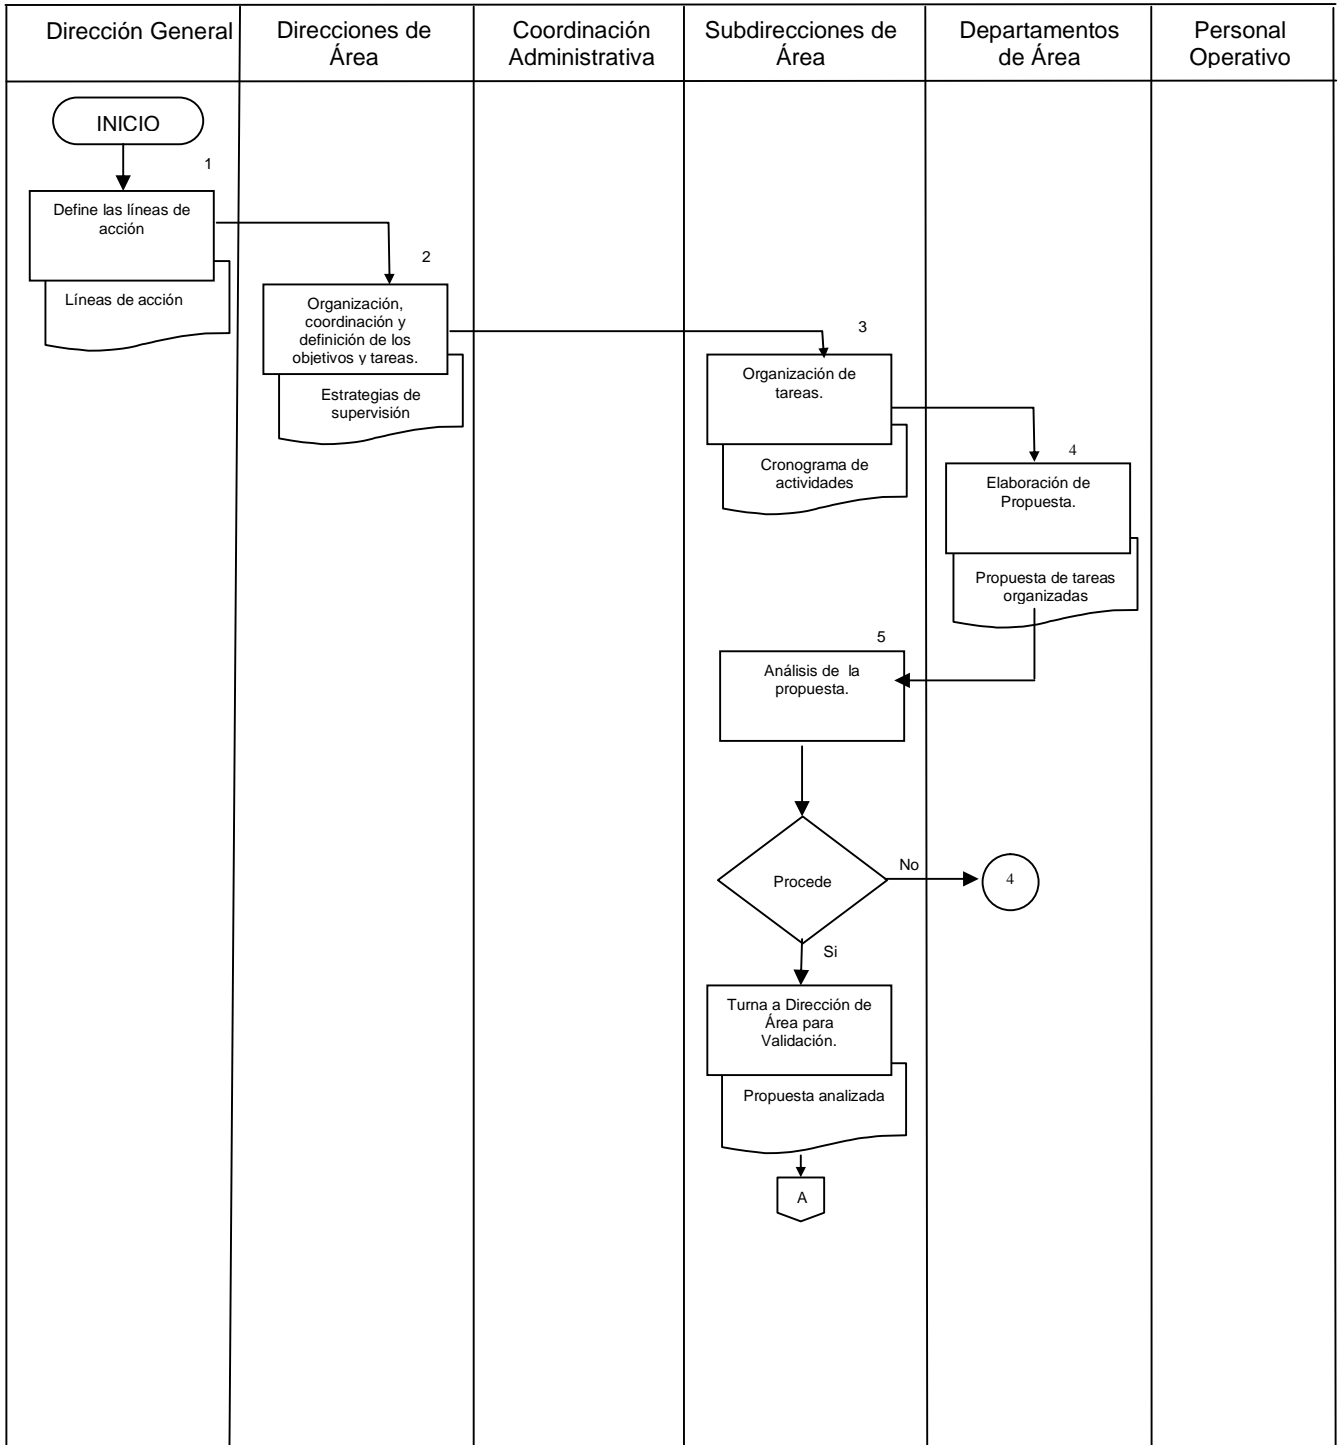 Dirección General
Direcciones de
Área
Coordinación
Administrativa
Subdirecciones de
Área
Departamentos
de Área
Personal
Operativo
INICIO
1
Define las líneas de
acción
Líneas de acción
2
Organización,
coordinación y
definición de los
objetivos y tareas.
Estrategias de
supervisión
3
Organización de
tareas.
Cronograma de
actividades
4
Elaboración de
Propuesta.
Propuesta de tareas
organizadas
5
Análisis de  la
propuesta.
Procede
No
4
Si
Turna a Dirección de
Área para
Validación.
Propuesta analizada
A